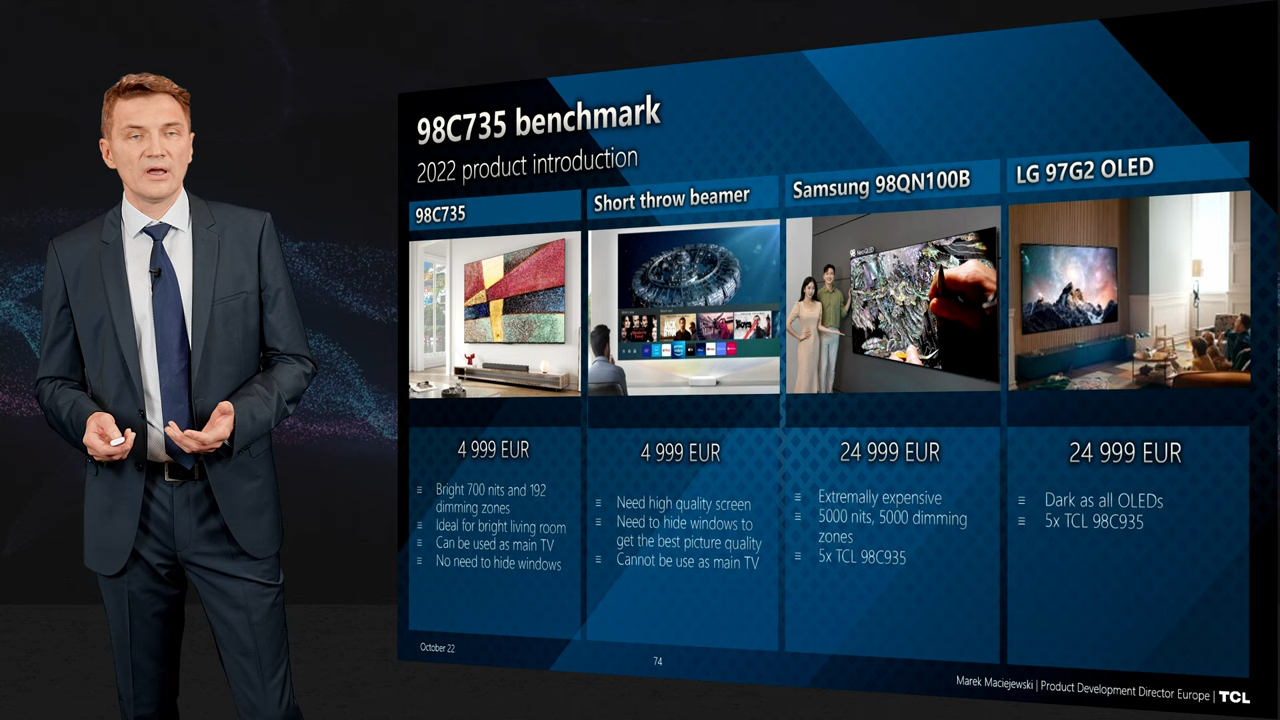 98C735 benchmark
2022 product introduction
98C735
Short throw beamer
Samsung 98QN100B
LG 97G2 OLED
4 999 EUR
Bright 700 nits and 192
dimming zones
Ideal for bright living room
Can be used as main TV
No need to hide windows
4 999 EUR
Need high quality screen
Need to hide windows to
get the best picture quality
Cannot be use as main TV
24 999 EUR
Extremally expensive
5000 nits, 5000 dimming
zones
5x TCL 98C935
24 999 EUR
Dark as all OLEDs
5x TCL 98C935
October 22
74
Marek Maciejewski | Product Development Director Europe | TCL